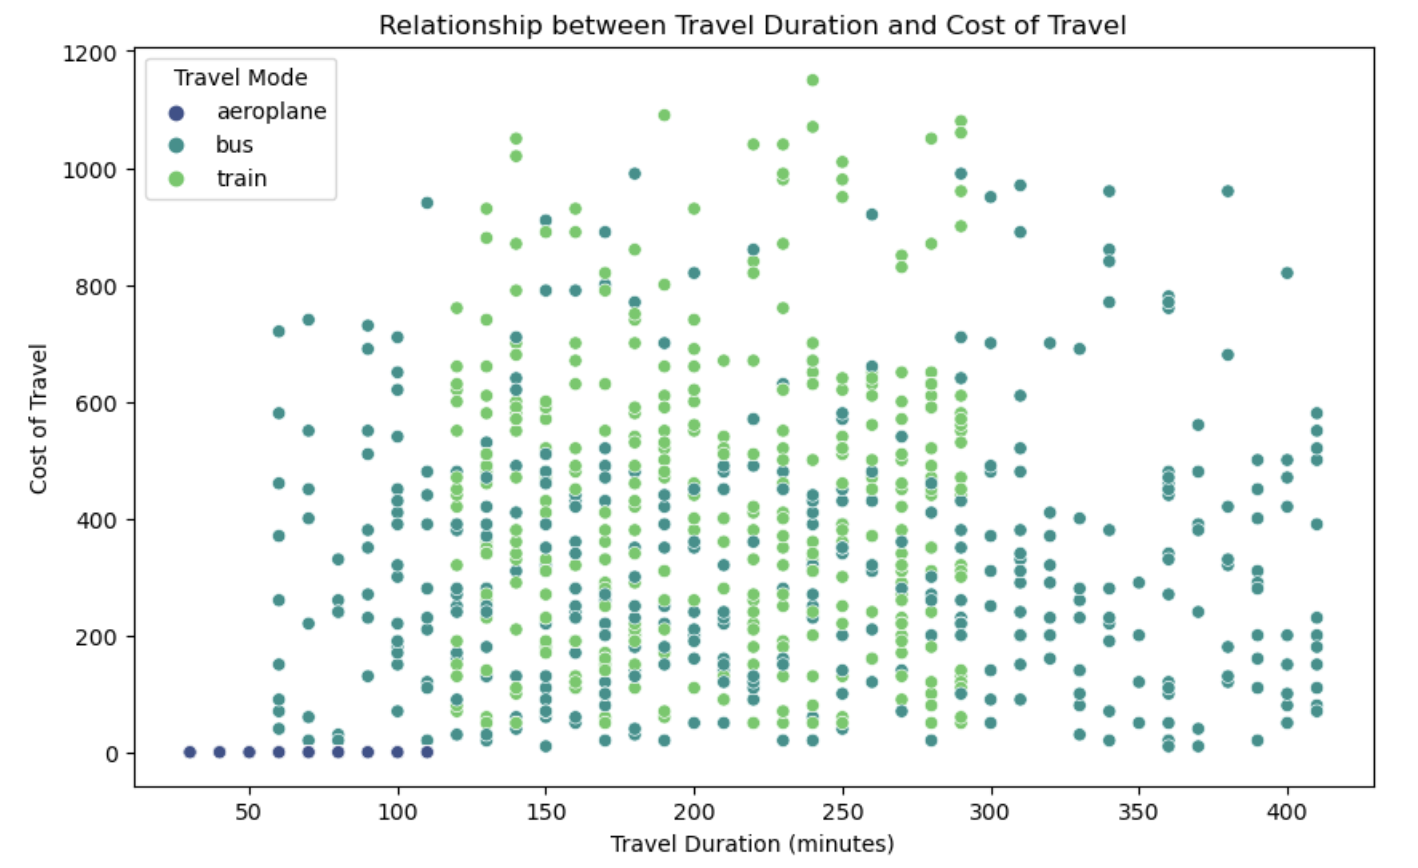 Relationship between Travel Duration and Cost of Travel
Travel Mode
aeroplane
bus
train
Cost of Travel
1200
1000
800
600
400
200
0
50 100 150 200 250 300 350 400
Travel Duration (minutes)